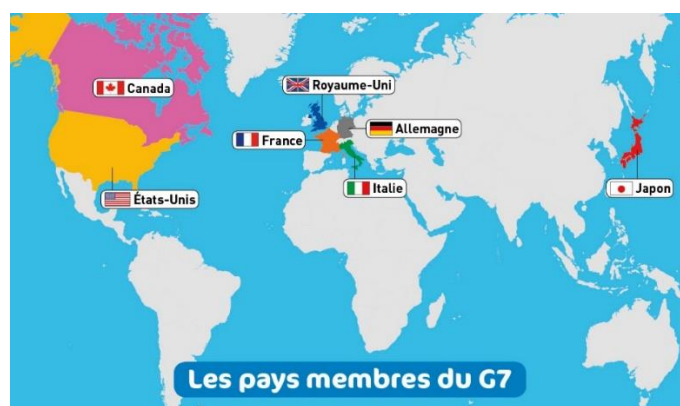 Canada
Royaume-Uni
France
Allemagne
États-Unis
Italie
Japon
Les pays membres du G7